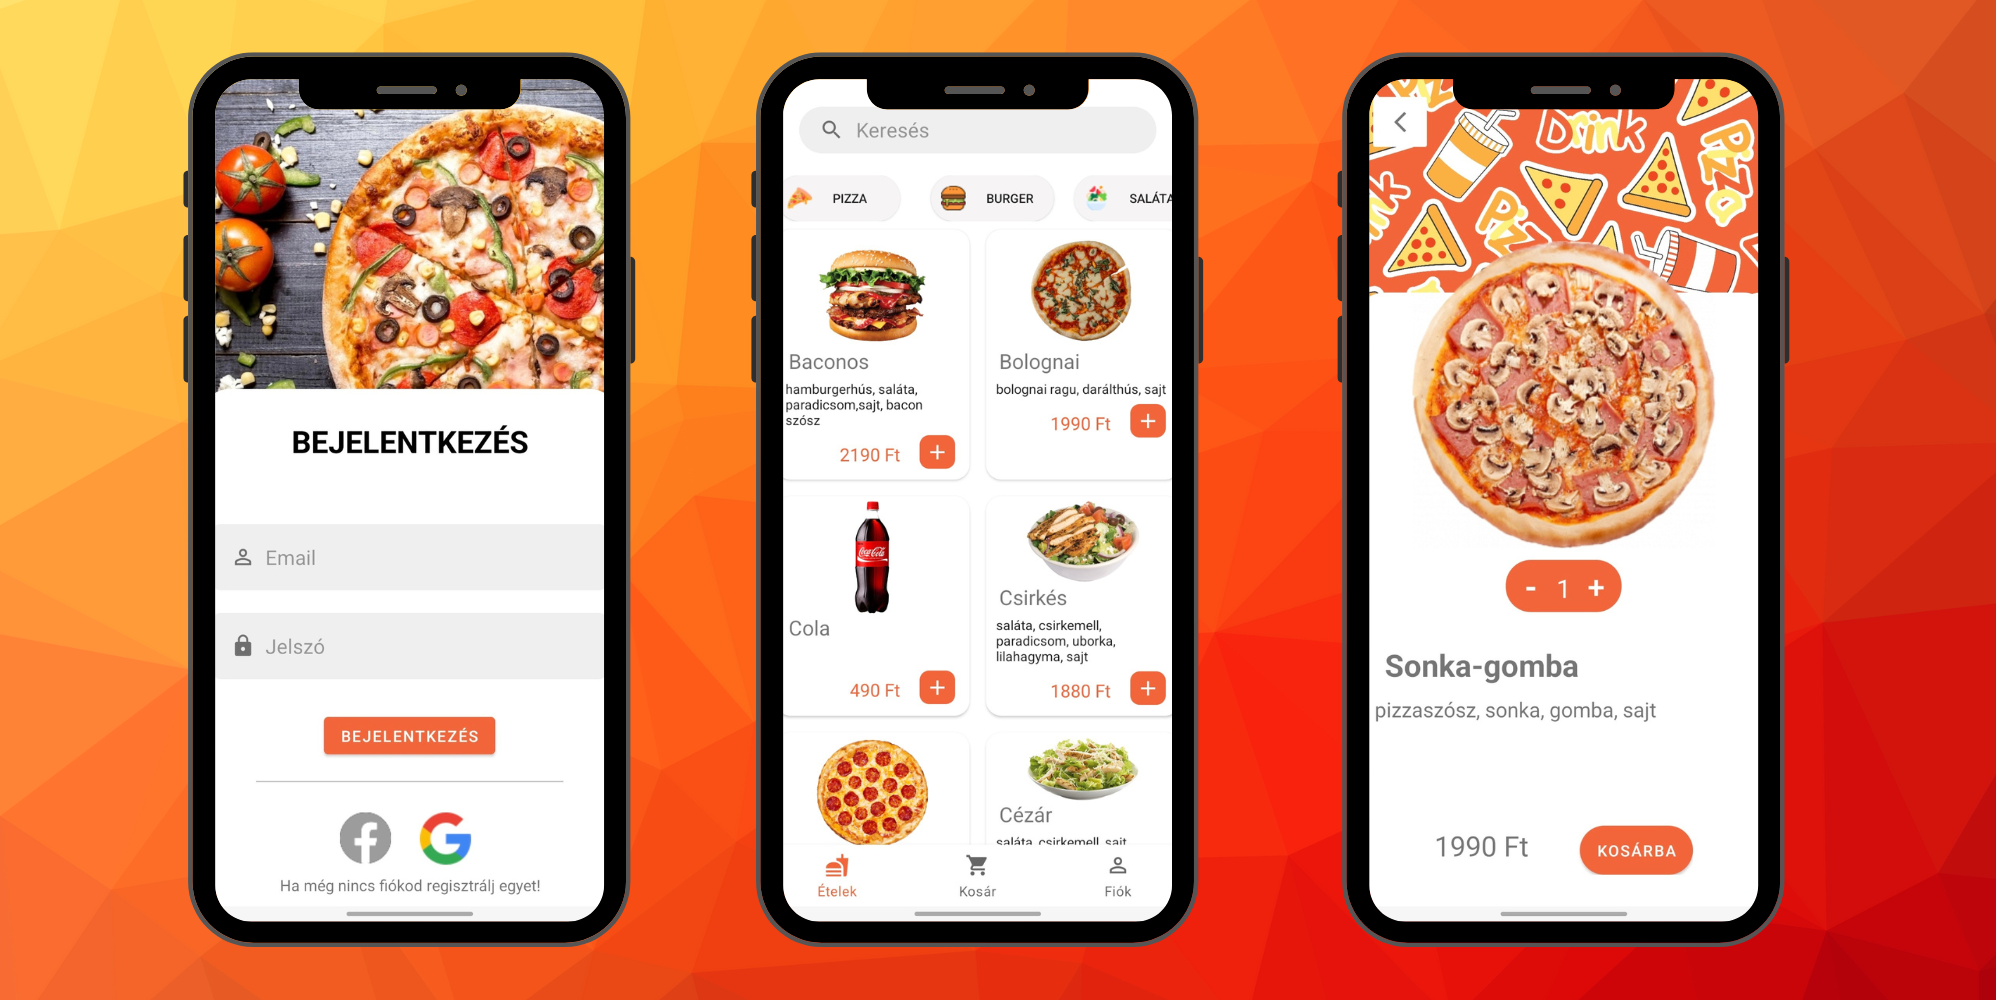 BEJELENTKEZÉS
Email
Jelszó
BEJELENTKEZÉS
Ha még nincs fiókod regisztrálj egyet!
Keresés
PIZZA
BURGER
SALÁTA
Baconos
hamburgerhús, saláta,
paradicsom,sajt, bacon
szósz
2190 Ft
+
Bolognai
bolognai ragu, darálthús, sajt
1990 Ft
+
Coca-Cola
Cola
490 Ft
+
Csirkés
saláta, csirkemell,
paradicsom, uborka,
lilahagyma, sajt
1880 Ft
+
Cézár
saláta, csirkemell, sajt
Ételek
Kosár
Fiók
Drink
Pizza
- 1 +
Sonka-gomba
pizzaszósz, sonka, gomba, sajt
1990 Ft
KOSÁRBA